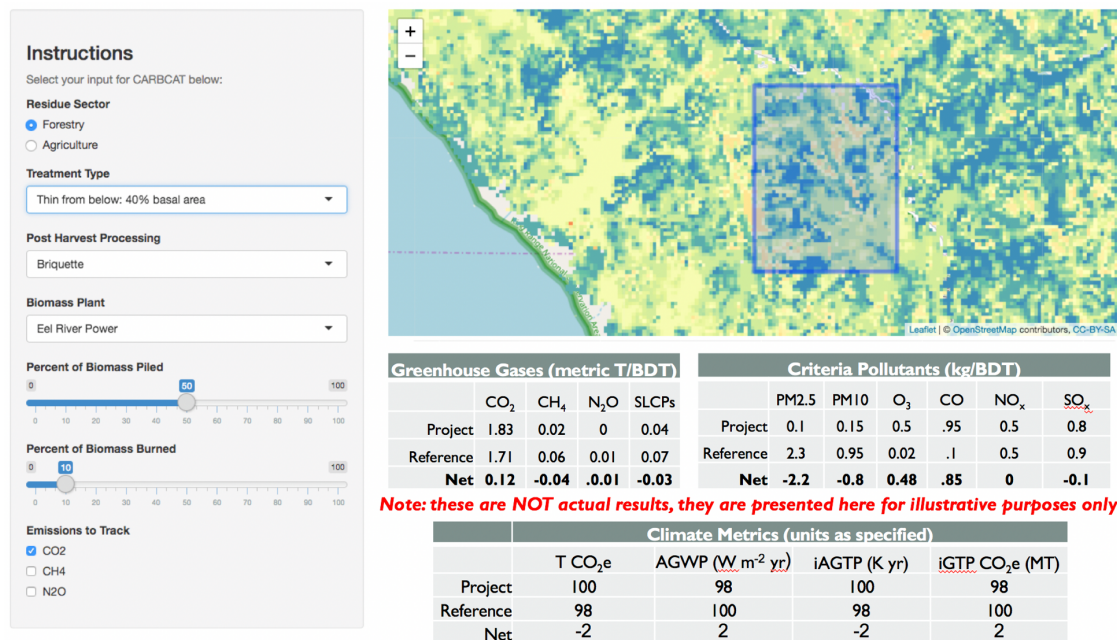 Instructions
Select your input for CARBCAT below:
Residue Sector
Forestry
Agriculture
Treatment Type
Thin from below: 40% basal area
Post Harvest Processing
Briquette
Biomass Plant
Eel River Power
Percent of Biomass Piled
0 50 100
0 10 20 30 40 50 60 70 80 90 100
Percent of Biomass Burned
0 10 100
0 10 20 30 40 50 60 70 80 90 100
Emissions to Track
CO2
CH4
N2O
+
−
Leaflet | © OpenStreetMap contributors, CC-BY-SA
Greenhouse Gases (metric T/BDT)
CO₂ CH₄ N₂O SLCPs
Project 1.83 0.02 0 0.04
Reference 1.71 0.06 0.01 0.07
Net 0.12 -0.04 .0.01 -0.03
Criteria Pollutants (kg/BDT)
PM2.5 PM10 O₃ CO NOₓ SOₓ
Project 0.1 0.15 0.5 .95 0.5 0.8
Reference 2.3 0.95 0.02 .1 0.5 0.9
Net -2.2 -0.8 0.48 .85 0 -0.1
Note: these are NOT actual results, they are presented here for illustrative purposes only
Climate Metrics (units as specified)
T CO₂e AGWP (W m⁻² yr) iAGTP (K yr) iGTP CO₂e (MT)
Project 100 98 100 98
Reference 98 100 98 100
Net -2 2 -2 2